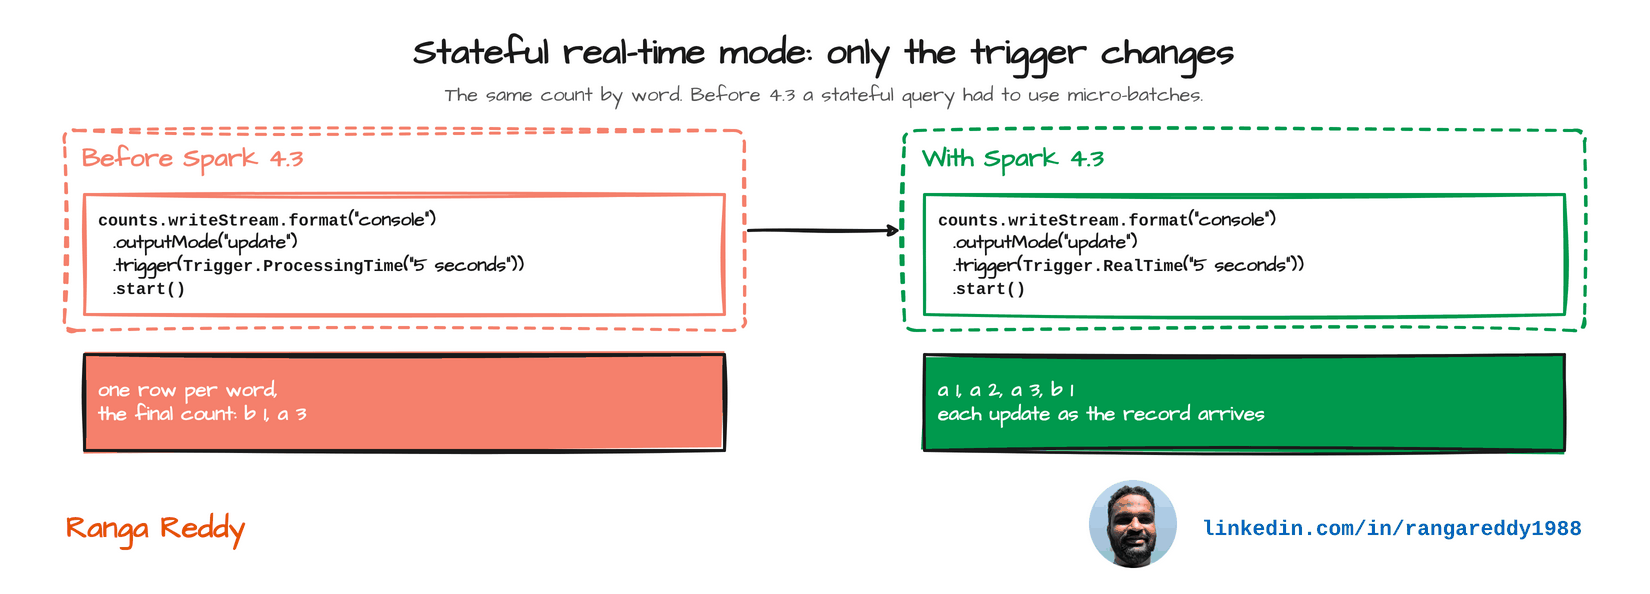 Stateful real-time mode: only the trigger changes
The same count by word. Before 4.3 a stateful query had to use micro-batches.
Before Spark 4.3
counts.writeStream.format("console")
.outputMode("update")
.trigger(Trigger.ProcessingTime("5 seconds"))
.start()
one row per word,
the final count: b 1, a 3
With Spark 4.3
counts.writeStream.format("console")
.outputMode("update")
.trigger(Trigger.RealTime("5 seconds"))
.start()
a 1, a 2, a 3, b 1
each update as the record arrives
Ranga Reddy
linkedin.com/in/rangareddy1988